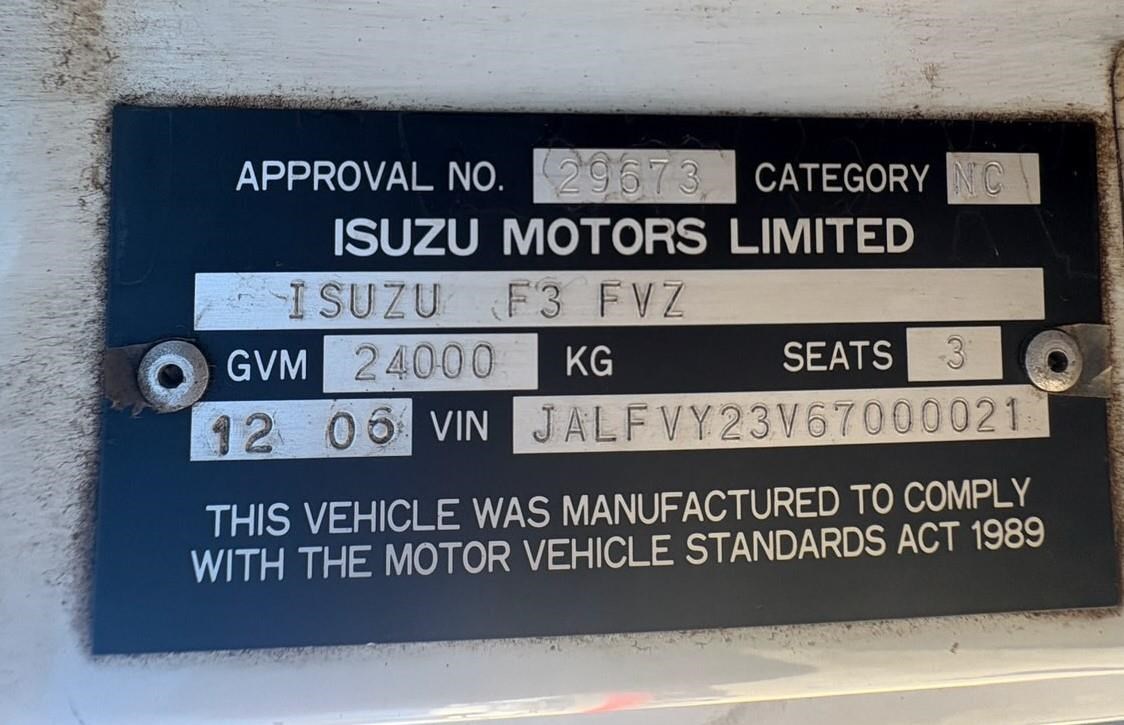 APPROVAL NO. 29673 CATEGORY NC
ISUZU MOTORS LIMITED
ISUZU F3 FVZ
GVM 24000 KG SEATS 3
12 06 VIN JALFVY23V67000021
THIS VEHICLE WAS MANUFACTURED TO COMPLY
WITH THE MOTOR VEHICLE STANDARDS ACT 1989